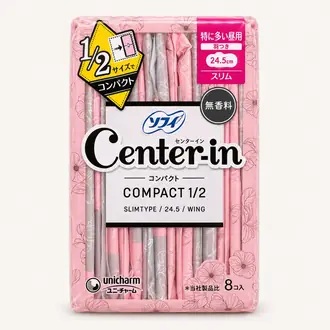 1/2
サイズで
コンパクト
特に多い昼用
羽つき
24.5cm
スリム
無香料
ソフィ
センターイン
Center-in
コンパクト
COMPACT 1/2
SLIMTYPE / 24.5 / WING
unicharm
ユニ・チャーム
*当社製品比 8コ入